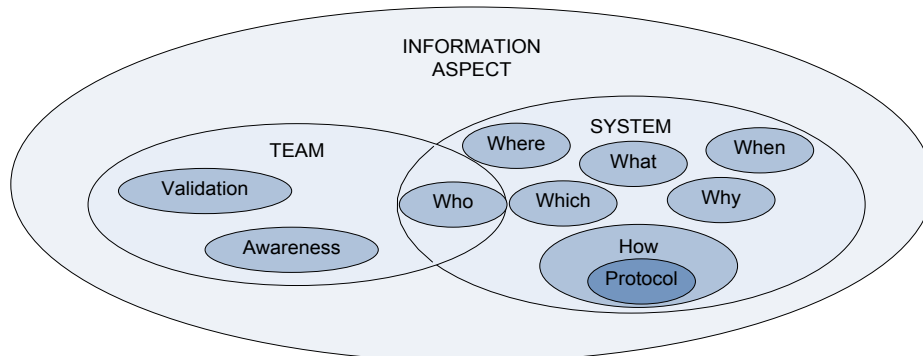 INFORMATION
ASPECT
TEAM
SYSTEM
Where
What
When
Validation
Who
Which
Why
Awareness
How
Protocol